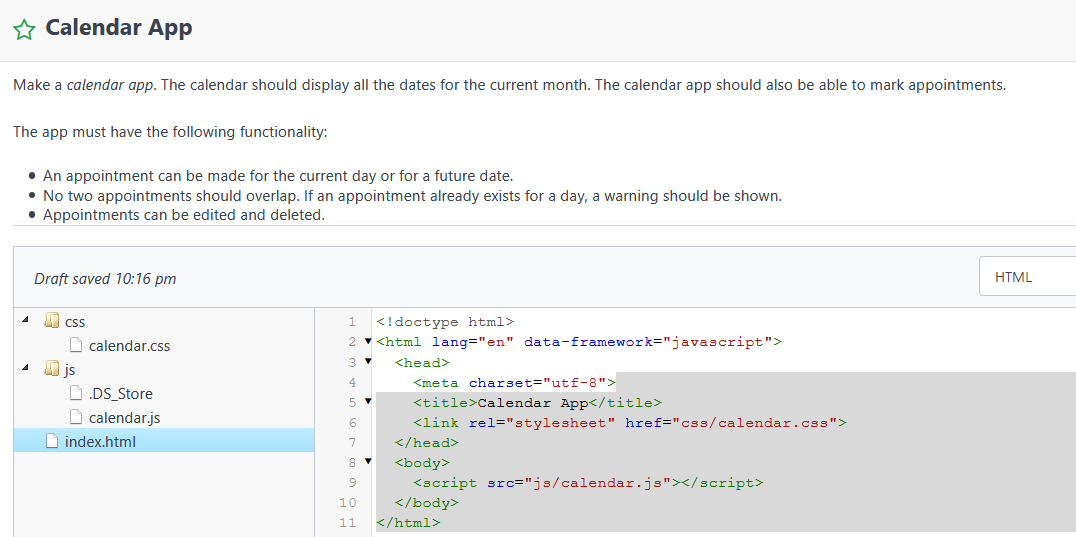 Calendar App
Make a calendar app. The calendar should display all the dates for the current month. The calendar app should also be able to mark appointments.
The app must have the following functionality:
● An appointment can be made for the current day or for a future date.
● No two appointments should overlap. If an appointment already exists for a day, a warning should be shown.
● Appointments can be edited and deleted.
Draft saved 10:16 pm
HTML
css
calendar.css
js
.DS_Store
calendar.js
index.html
1 <!doctype html>
2 <html lang="en" data-framework="javascript">
3 <head>
4 <meta charset="utf-8">
5 <title>Calendar App</title>
6 <link rel="stylesheet" href="css/calendar.css">
7 </head>
8 <body>
9 <script src="js/calendar.js"></script>
10 </body>
11 </html>